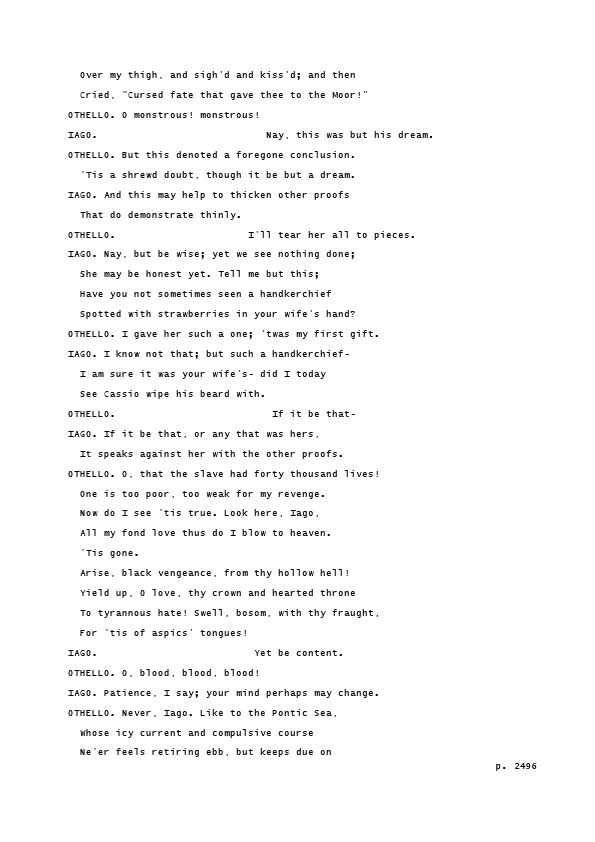 Over my thigh, and sigh'd and kiss'd; and then
Cried, "Cursed fate that gave thee to the Moor!"
OTHELLO. O monstrous! monstrous!
IAGO.                            Nay, this was but his dream.
OTHELLO. But this denoted a foregone conclusion.
'Tis a shrewd doubt, though it be but a dream.
IAGO. And this may help to thicken other proofs
That do demonstrate thinly.
OTHELLO.                      I'll tear her all to pieces.
IAGO. Nay, but be wise; yet we see nothing done;
She may be honest yet. Tell me but this;
Have you not sometimes seen a handkerchief
Spotted with strawberries in your wife's hand?
OTHELLO. I gave her such a one; 'twas my first gift.
IAGO. I know not that; but such a handkerchief-
I am sure it was your wife's- did I today
See Cassio wipe his beard with.
OTHELLO.                          If it be that-
IAGO. If it be that, or any that was hers,
It speaks against her with the other proofs.
OTHELLO. O, that the slave had forty thousand lives!
One is too poor, too weak for my revenge.
Now do I see 'tis true. Look here, Iago,
All my fond love thus do I blow to heaven.
'Tis gone.
Arise, black vengeance, from thy hollow hell!
Yield up, O love, thy crown and hearted throne
To tyrannous hate! Swell, bosom, with thy fraught,
For 'tis of aspics' tongues!
IAGO.                          Yet be content.
OTHELLO. O, blood, blood, blood!
IAGO. Patience, I say; your mind perhaps may change.
OTHELLO. Never, Iago. Like to the Pontic Sea,
Whose icy current and compulsive course
Ne'er feels retiring ebb, but keeps due on
p. 2496